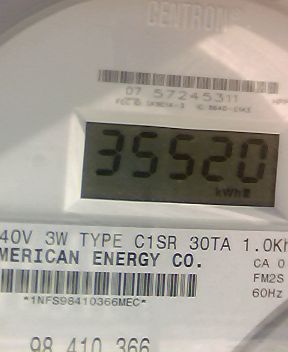 CENTRON
07 57245311
35520
kWh
40V 3W TYPE C1SR 30TA 1.0Kh
MERICAN ENERGY CO.
CA 0
FM2S
60Hz
*1NFS98410366MEC*
98 410 366